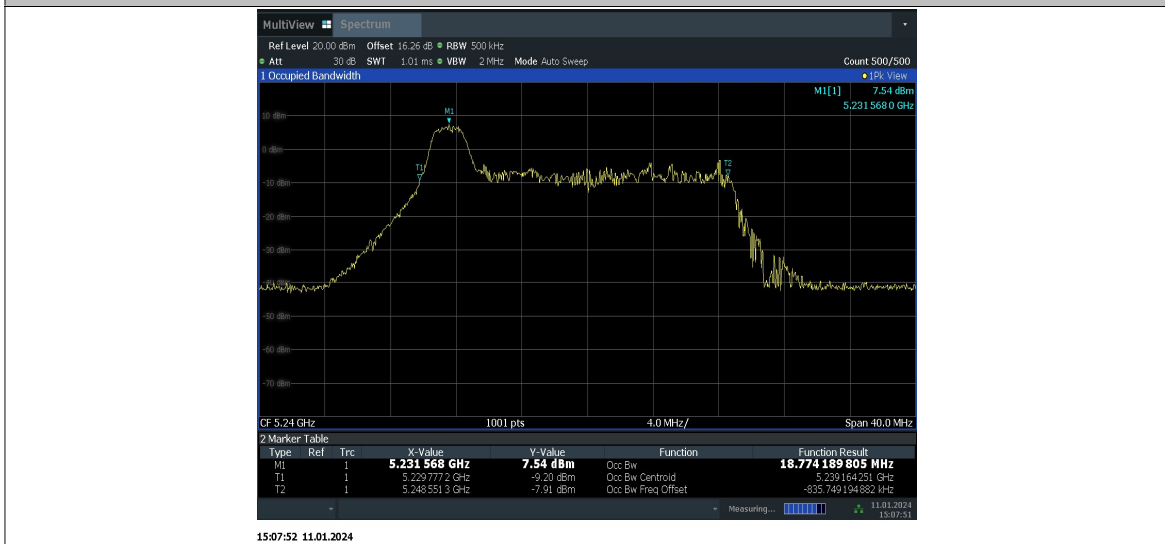 MultiView Spectrum
Ref Level 20.00 dBm Offset 16.26 dB RBW 500 kHz
Att 30 dB SWT 1.01 ms VBW 2 MHz Mode Auto Sweep Count 500/500
1 Occupied Bandwidth 1Pk View
M1[1] 7.54 dBm
5.231 568 0 GHz
M1
10 dBm
0 dBm
T1
T2
-10 dBm
-20 dBm
-30 dBm
-40 dBm
-50 dBm
-60 dBm
-70 dBm
CF 5.24 GHz 1001 pts 4.0 MHz/ Span 40.0 MHz
2 Marker Table
Type Ref Trc X-Value Y-Value Function Function Result
M1 1 5.231 568 GHz 7.54 dBm Occ Bw 18.774 189 805 MHz
T1 1 5.229 777 2 GHz -9.20 dBm Occ Bw Centroid 5.239 164 251 GHz
T2 1 5.248 551 3 GHz -7.91 dBm Occ Bw Freq Offset -835.749 194 882 kHz
Measuring... 11.01.2024
15:07:51
15:07:52 11.01.2024